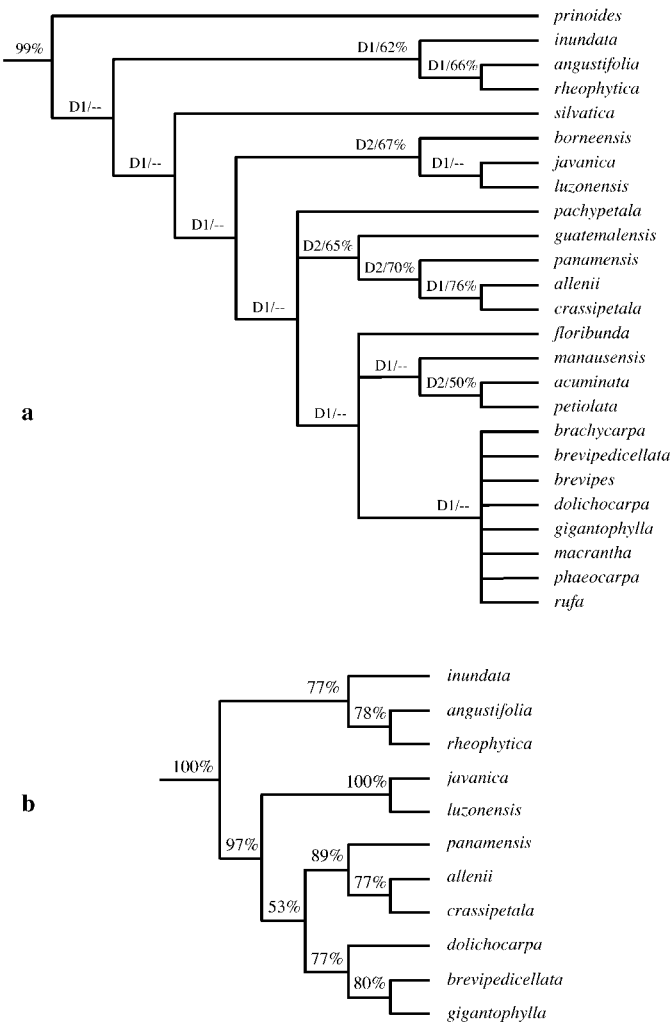 prinoides
99%
inundata
D1/62%
D1/66% angustifolia
rheophytica
D1/--
silvatica
borneensis
D2/67%
D1/-- javanica
D1/--
luzonensis
pachypetala
D1/--
guatemalensis
D2/65%
panamensis
D2/70%
D1/76% allenii
D1/--
crassipetala
floribunda
manausensis
D1/--
D2/50% acuminata
petiolata
a
D1/--
brachycarpa
brevipedicellata
brevipes
D1/-- dolichocarpa
gigantophylla
macrantha
phaeocarpa
rufa
inundata
77%
78% angustifolia
rheophytica
100%
javanica
100%
b
luzonensis
97%
panamensis
89%
77% allenii
53%
crassipetala
dolichocarpa
77%
80% brevipedicellata
gigantophylla